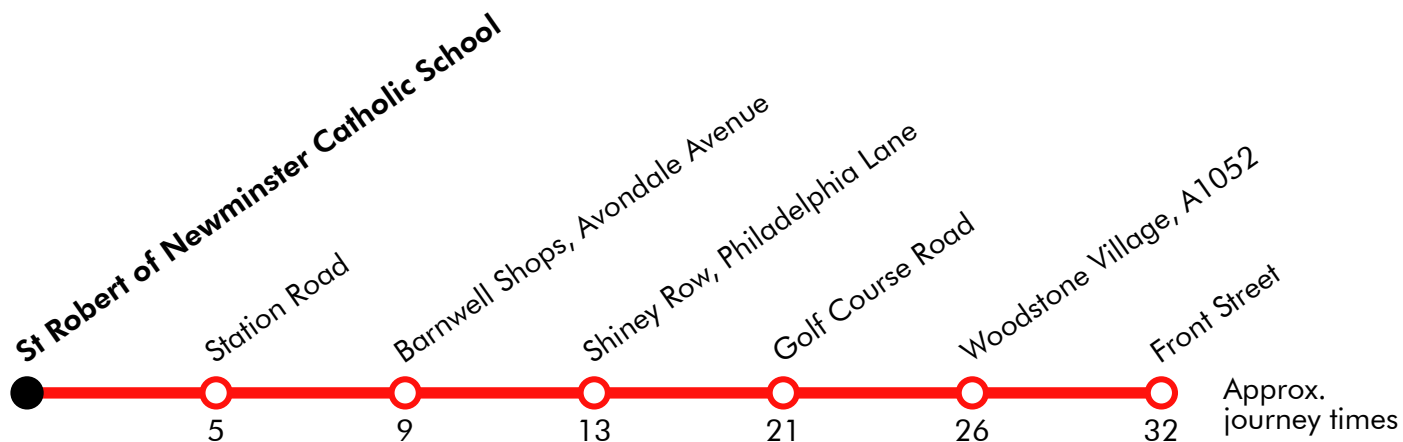 St Robert of Newminster Catholic School
Station Road
Barnwell Shops, Avondale Avenue
Shiney Row, Philadelphia Lane
Golf Course Road
Woodstone Village, A1052
Front Street
5
9
13
21
26
32
Approx.
journey times